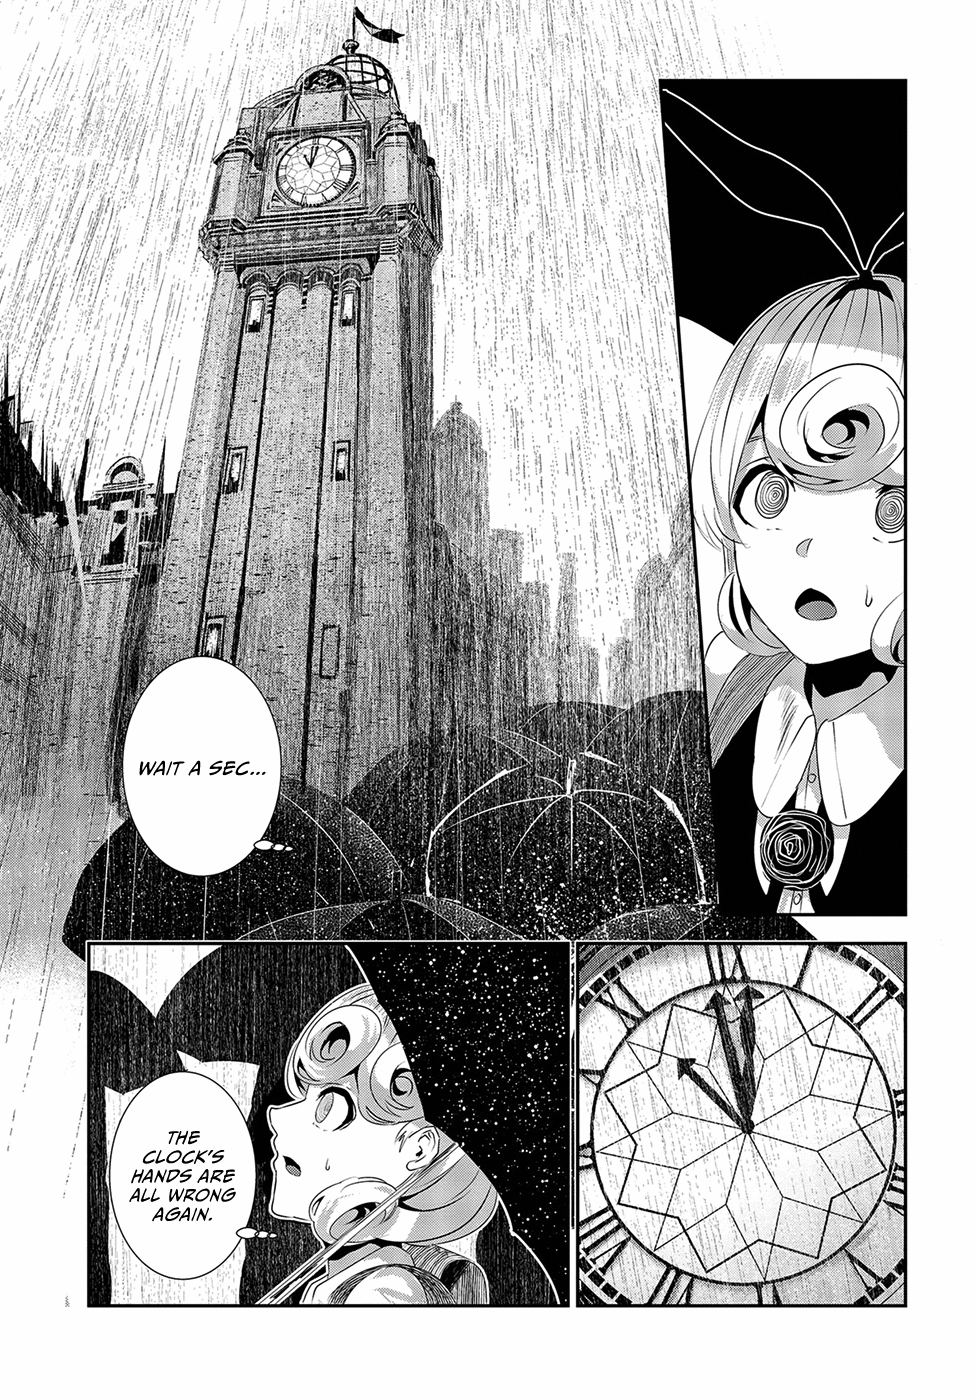 WAIT A SEC...
THE
CLOCK'S
HANDS ARE
ALL WRONG
AGAIN.